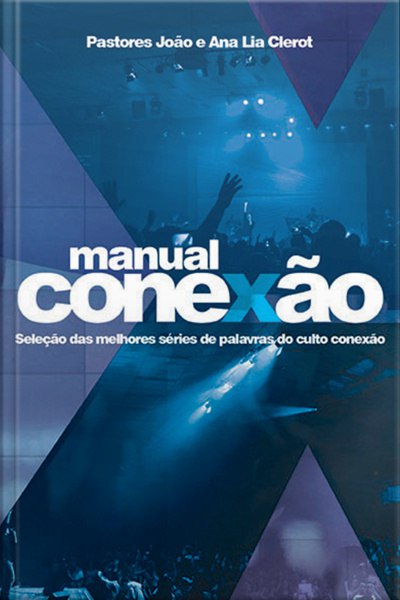 Pastores João e Ana Lia Clerot
manual
conexão
Seleção das melhores séries de palavras do culto conexão